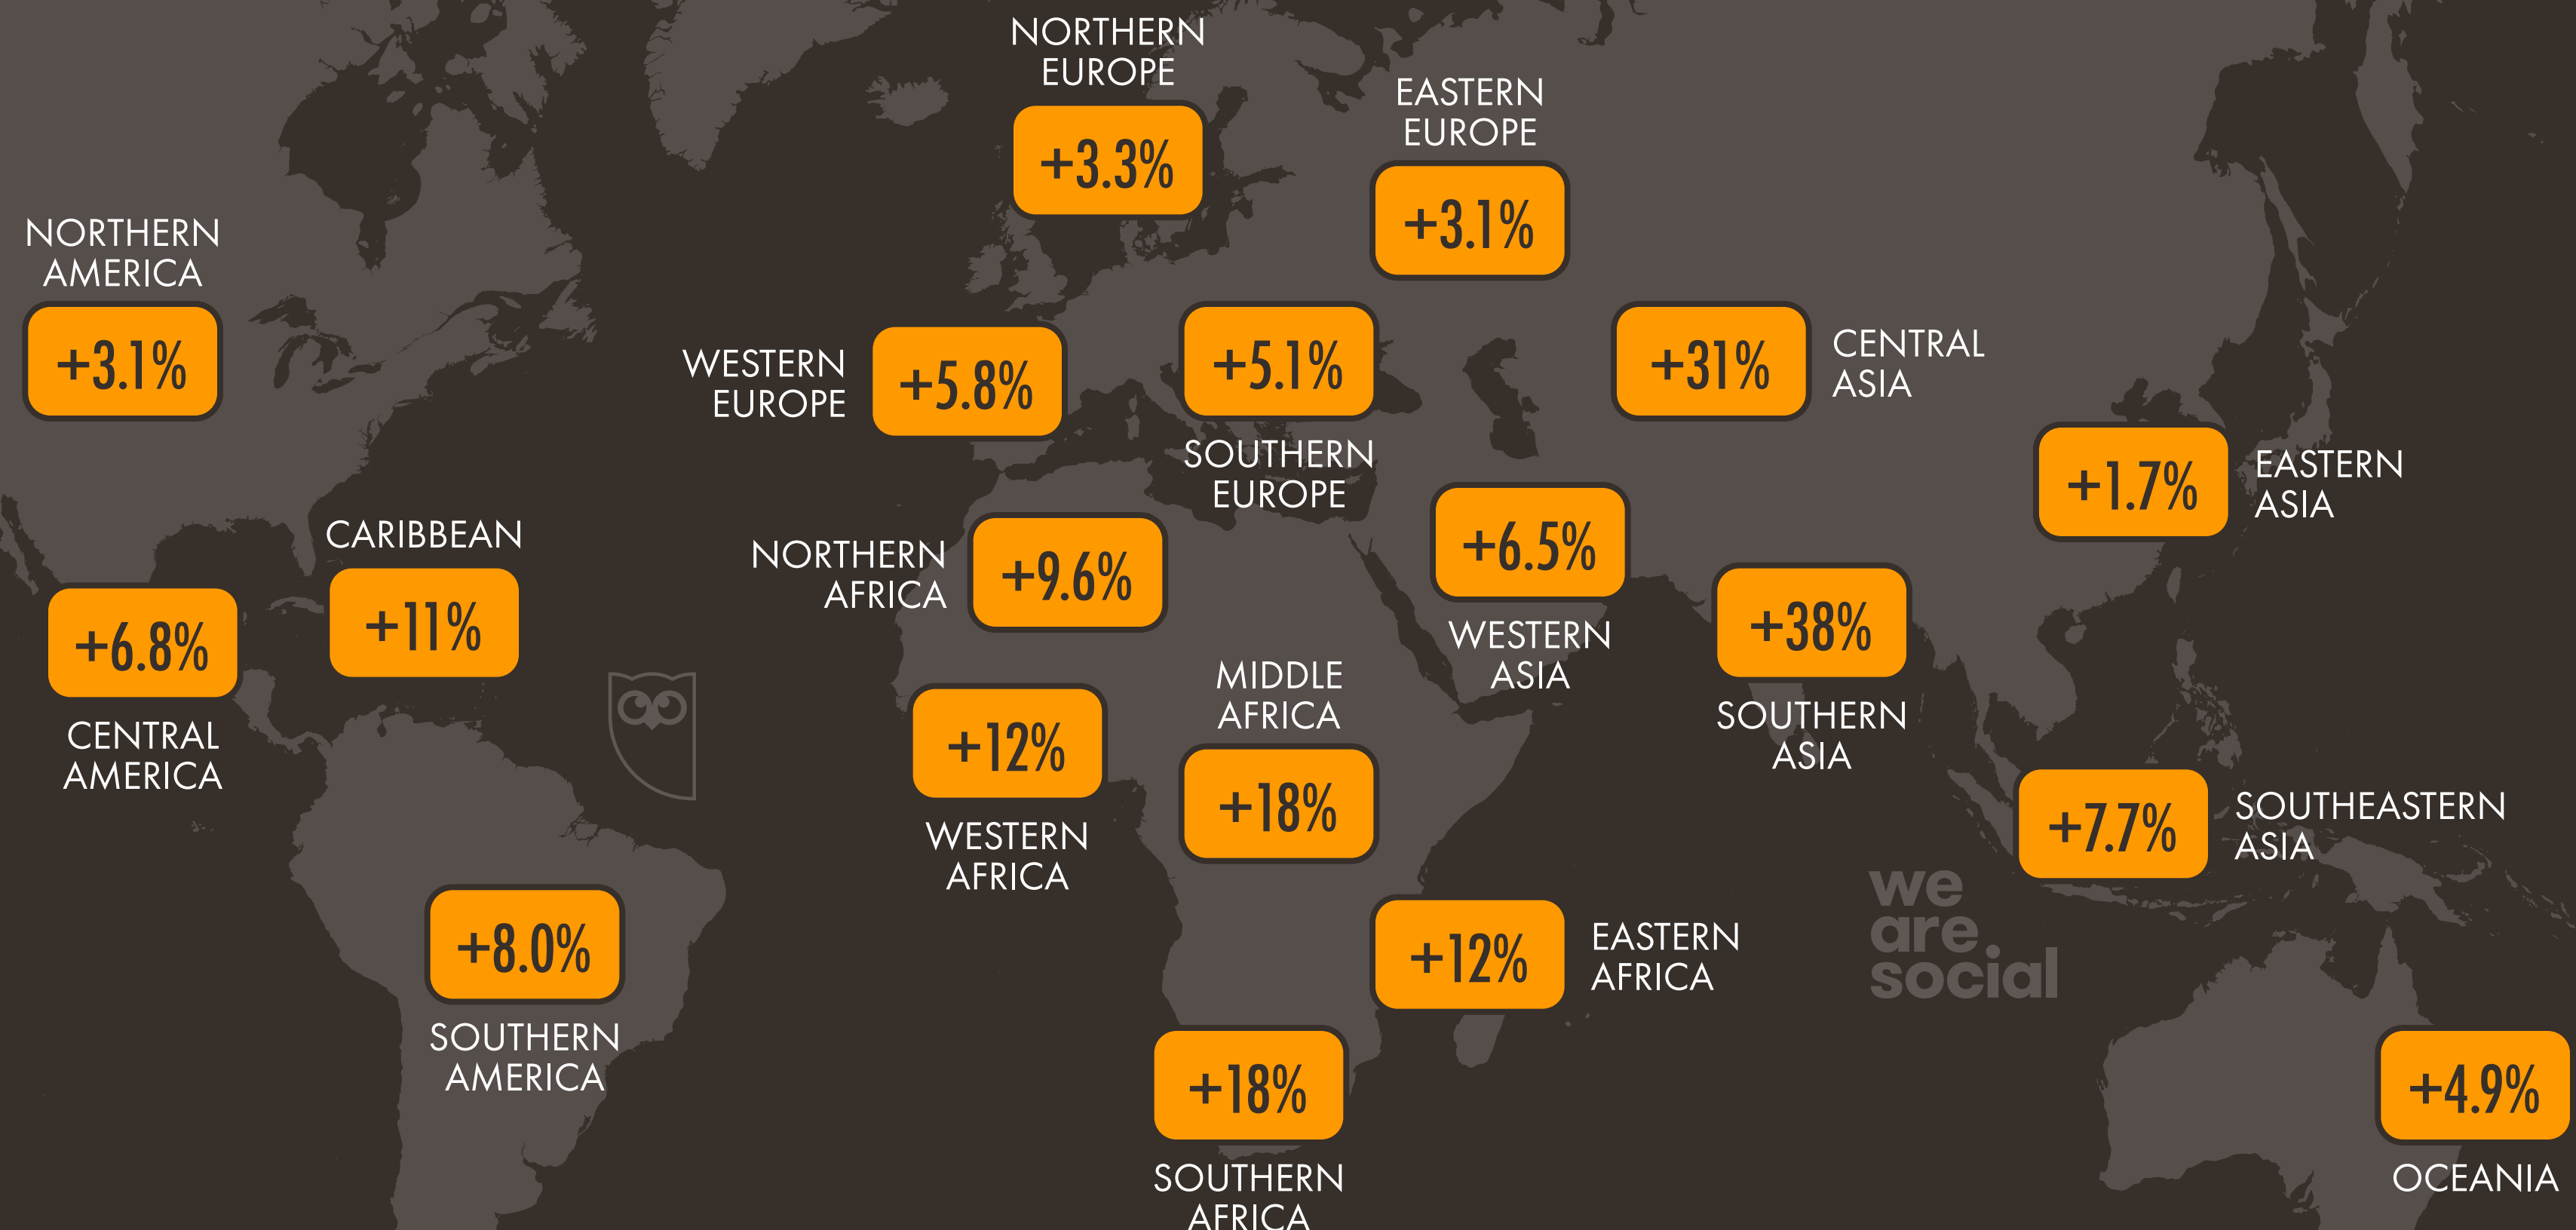 NORTHERN
EUROPE
+3.3%
EASTERN
EUROPE
+3.1%
NORTHERN
AMERICA
+3.1%
WESTERN
EUROPE
+5.8%
+5.1%
SOUTHERN
EUROPE
+31%
CENTRAL
ASIA
+1.7%
EASTERN
ASIA
CARIBBEAN
+11%
+6.8%
CENTRAL
AMERICA
NORTHERN
AFRICA
+9.6%
+6.5%
WESTERN
ASIA
+38%
SOUTHERN
ASIA
+12%
WESTERN
AFRICA
MIDDLE
AFRICA
+18%
+7.7%
SOUTHEASTERN
ASIA
+8.0%
SOUTHERN
AMERICA
+12%
EASTERN
AFRICA
we
are
social
+18%
SOUTHERN
AFRICA
+4.9%
OCEANIA